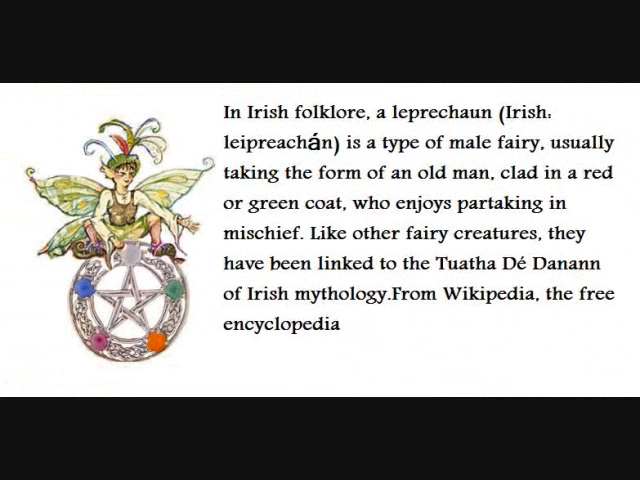 In Irish folklore, a leprechaun (Irish:
leipreachán) is a type of male fairy, usually
taking the form of an old man, clad in a red
or green coat, who enjoys partaking in
mischief. Like other fairy creatures, they
have been linked to the Tuatha Dé Danann
of Irish mythology.From Wikipedia, the free
encyclopedia